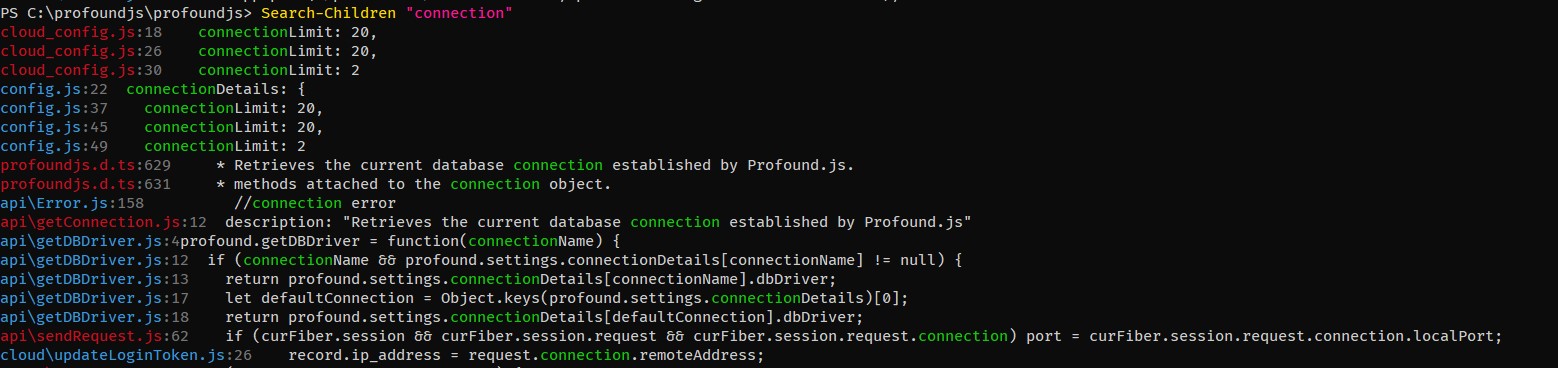 PS C:\profoundjs\profoundjs> Search-Children "connection"
cloud_config.js:18    connectionLimit: 20,
cloud_config.js:26    connectionLimit: 20,
cloud_config.js:30    connectionLimit: 2
config.js:22  connectionDetails: {
config.js:37    connectionLimit: 20,
config.js:45    connectionLimit: 20,
config.js:49    connectionLimit: 2
profoundjs.d.ts:629     * Retrieves the current database connection established by Profound.js.
profoundjs.d.ts:631     * methods attached to the connection object.
api\Error.js:158          //connection error
api\getConnection.js:12  description: "Retrieves the current database connection established by Profound.js"
api\getDBDriver.js:4profound.getDBDriver = function(connectionName) {
api\getDBDriver.js:12  if (connectionName && profound.settings.connectionDetails[connectionName] != null) {
api\getDBDriver.js:13    return profound.settings.connectionDetails[connectionName].dbDriver;
api\getDBDriver.js:17    let defaultConnection = Object.keys(profound.settings.connectionDetails)[0];
api\getDBDriver.js:18    return profound.settings.connectionDetails[defaultConnection].dbDriver;
api\sendRequest.js:62    if (curFiber.session && curFiber.session.request && curFiber.session.request.connection) port = curFiber.session.request.connection.localPort;
cloud\updateLoginToken.js:26    record.ip_address = request.connection.remoteAddress;